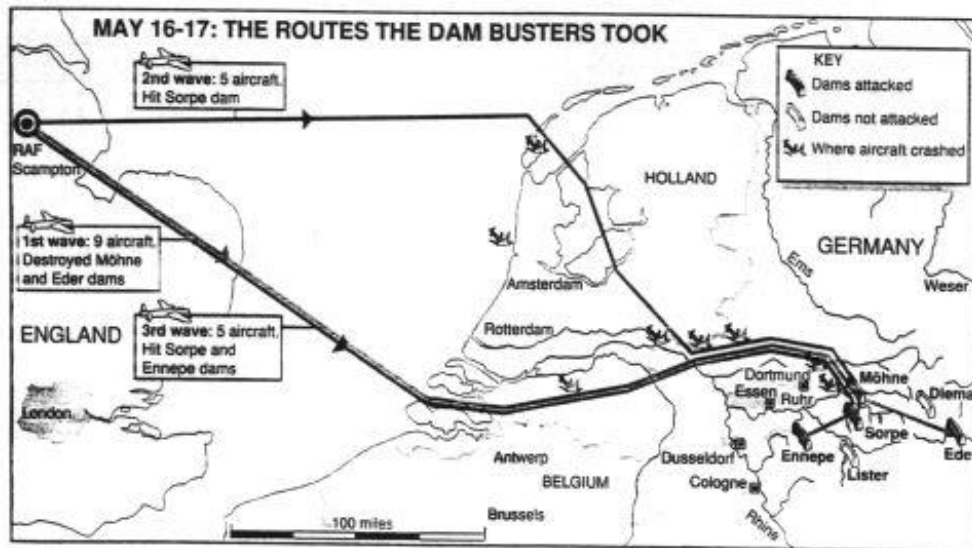 MAY 16-17: THE ROUTES THE DAM BUSTERS TOOK
2nd wave: 5 aircraft.
Hit Sorpe dam
KEY
Dams attacked
Dams not attacked
Where aircraft crashed
RAF
Scampton
HOLLAND
1st wave: 9 aircraft.
Destroyed Möhne
and Eder dams
GERMANY
Ems
Weser
Amsterdam
3rd wave: 5 aircraft.
Hit Sorpe and
Ennepe dams
ENGLAND
Rotterdam
Dortmund
Möhne
Essen
Ruhr
Diema
London
Sorpe
Eder
Antwerp
Dusseldorf
Ennepe
Lister
BELGIUM
Cologne
Brussels
Rhine
100 miles